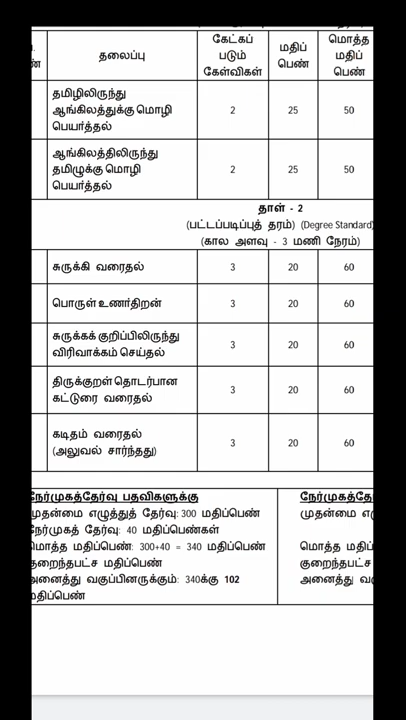 தலைப்பு
கேட்கப்
படும்
கேள்விகள்
மதிப்
பெண்
மொத்த
மதிப்
பெண்
தமிழிலிருந்து
ஆங்கிலத்துக்கு மொழி
பெயர்த்தல்
2
25
50
ஆங்கிலத்திலிருந்து
தமிழுக்கு மொழி
பெயர்த்தல்
2
25
50
தாள் - 2
(பட்டப்படிப்புத் தரம்) (Degree Standard)
(கால அளவு - 3 மணி நேரம்)
சுருக்கி வரைதல்
3
20
60
பொருள் உணர்திறன்
3
20
60
சுருக்கக் குறிப்பிலிருந்து
விரிவாக்கம் செய்தல்
3
20
60
திருக்குறள் தொடர்பான
கட்டுரை வரைதல்
3
20
60
கடிதம் வரைதல்
(அலுவல் சார்ந்தது)
3
20
60
நேர்முகத்தேர்வு பதவிகளுக்கு
முதன்மை எழுத்துத் தேர்வு: 300 மதிப்பெண்
நேர்முகத் தேர்வு: 40 மதிப்பெண்கள்
மொத்த மதிப்பெண்: 300+40 = 340 மதிப்பெண்
குறைந்தபட்ச மதிப்பெண்
அனைத்து வகுப்பினருக்கும்: 340க்கு 102
மதிப்பெண்
நேர்முகத்தே
முதன்மை எழு
மொத்த மதிப்
குறைந்தபட்ச
அனைத்து வகு